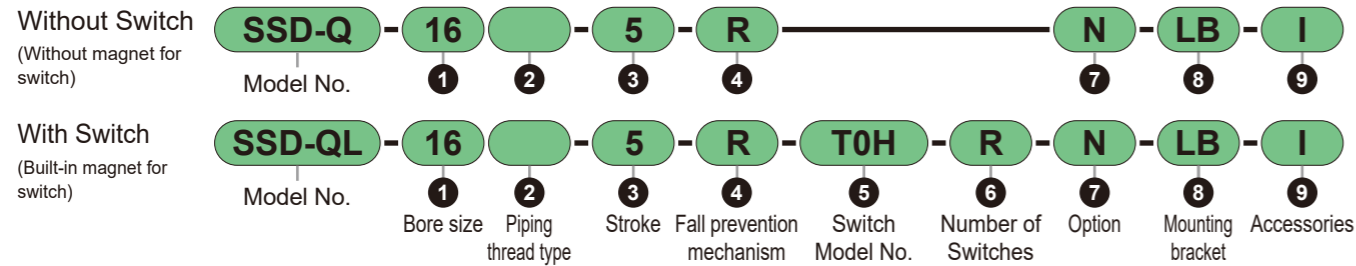 Without Switch
(Without magnet for
switch)
SSD-Q - 16 - 5 - R N - LB - I
Model No. 1 2 3 4 7 8 9
With Switch
(Built-in magnet for
switch)
SSD-QL - 16 - 5 - R - T0H - R - N - LB - I
Model No. 1 2 3 4 5 6 7 8 9
Bore size Piping Stroke Fall prevention Switch Number of Option Mounting Accessories
thread type mechanism Model No. Switches bracket